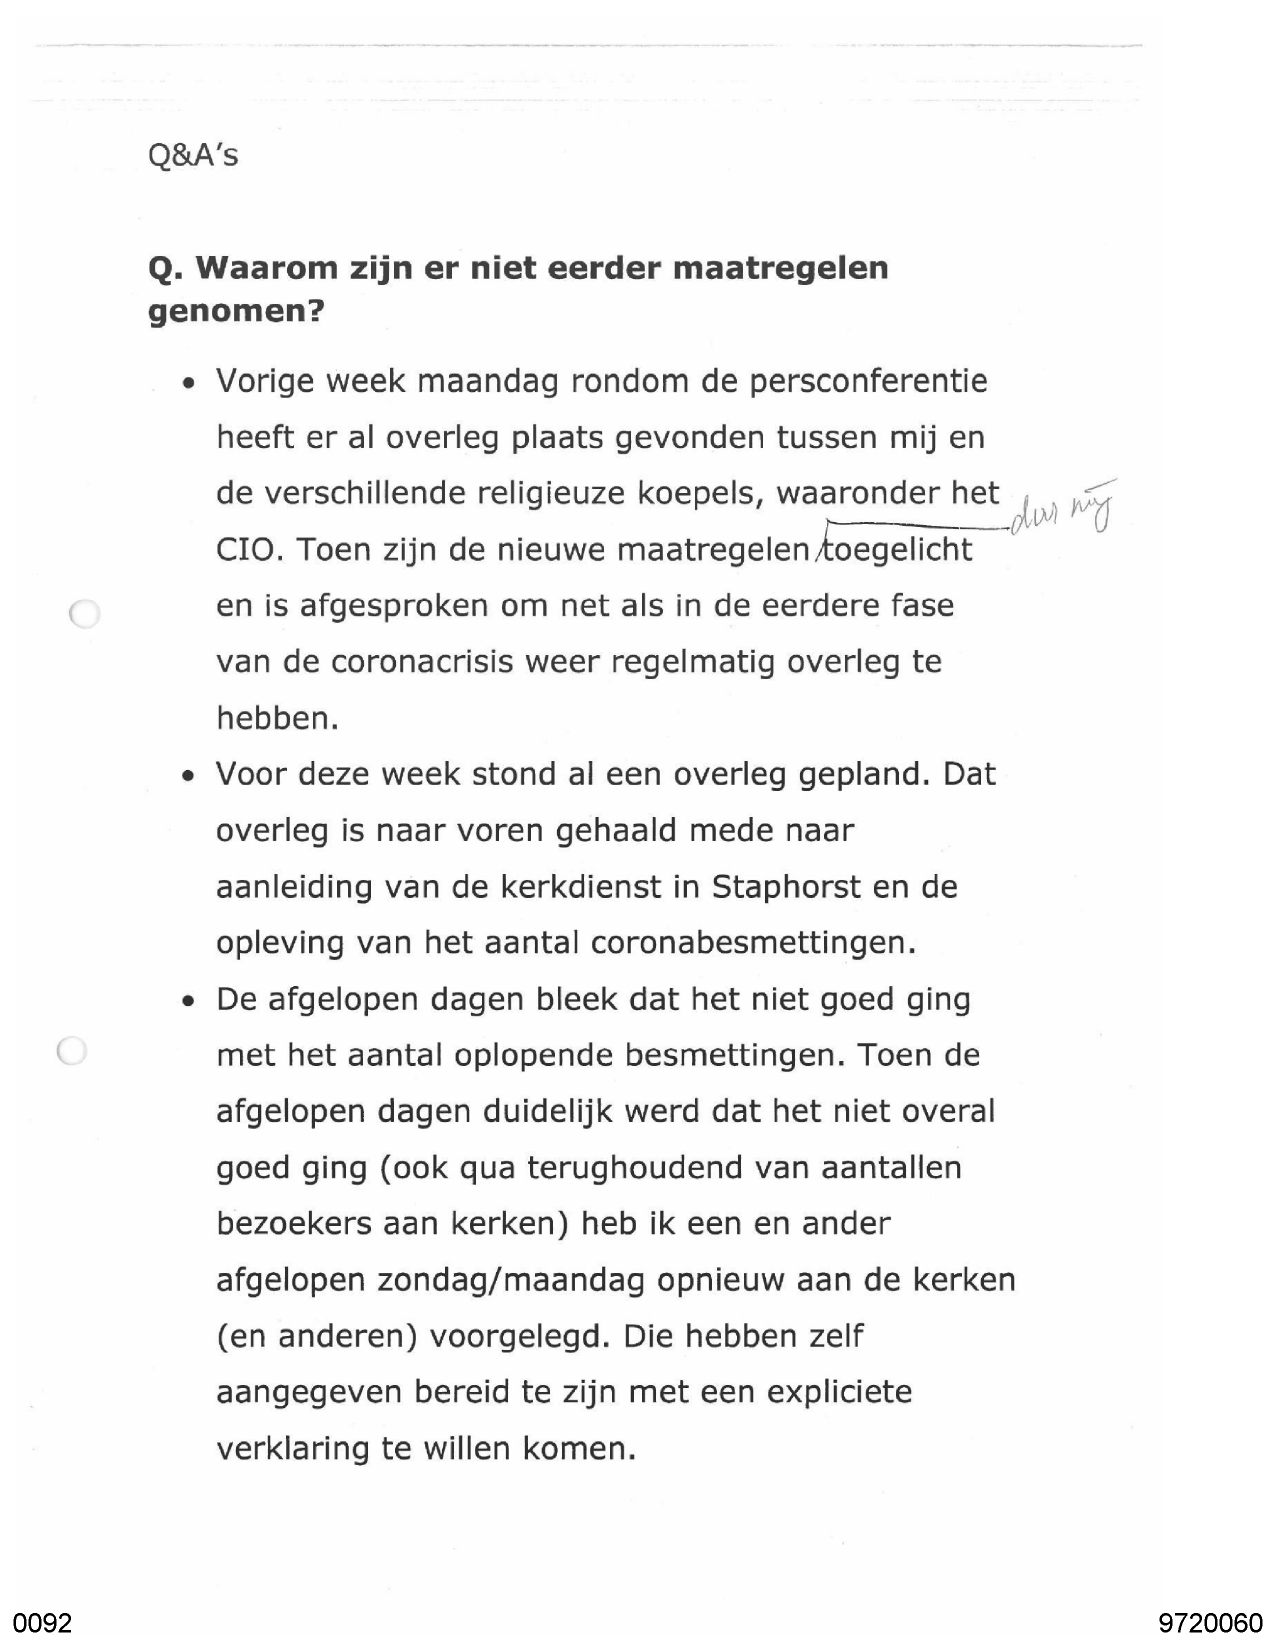 Q&A's
Q. Waarom zijn er niet eerder maatregelen
genomen?
• Vorige week maandag rondom de persconferentie
heeft er al overleg plaats gevonden tussen mij en
de verschillende religieuze koepels, waaronder het
door mij
CIO. Toen zijn de nieuwe maatregelen toegelicht
en is afgesproken om net als in de eerdere fase
van de coronacrisis weer regelmatig overleg te
hebben.
• Voor deze week stond al een overleg gepland. Dat
overleg is naar voren gehaald mede naar
aanleiding van de kerkdienst in Staphorst en de
opleving van het aantal coronabesmettingen.
• De afgelopen dagen bleek dat het niet goed ging
met het aantal oplopende besmettingen. Toen de
afgelopen dagen duidelijk werd dat het niet overal
goed ging (ook qua terughoudend van aantallen
bezoekers aan kerken) heb ik een en ander
afgelopen zondag/maandag opnieuw aan de kerken
(en anderen) voorgelegd. Die hebben zelf
aangegeven bereid te zijn met een expliciete
verklaring te willen komen.
0092
9720060